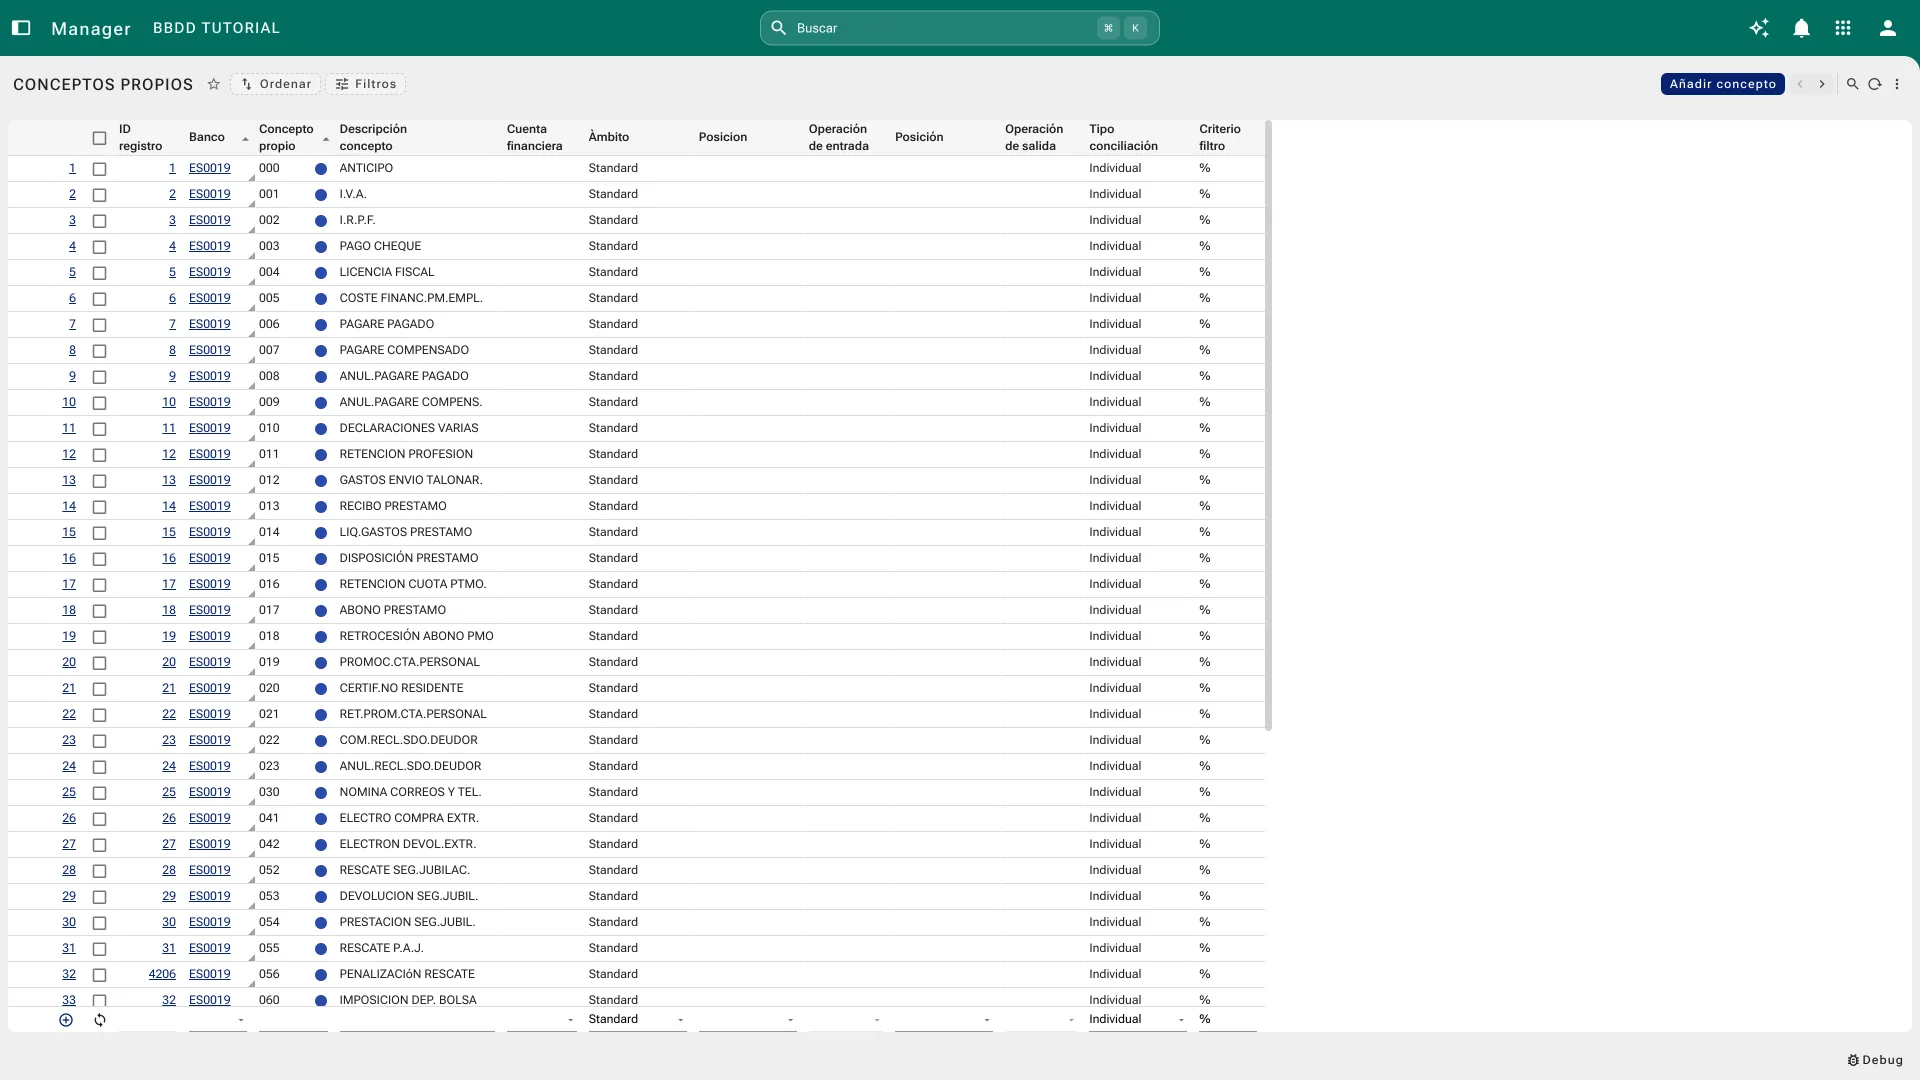 Manager BBDD TUTORIAL Buscar ⌘ K
CONCEPTOS PROPIOS Ordenar Filtros Añadir concepto
ID registro Banco Concepto propio Descripción concepto Cuenta financiera Àmbito Posicion Operación de entrada Posición Operación de salida Tipo conciliación Criterio filtro
1 1 ES0019 000 ANTICIPO Standard Individual %
2 2 ES0019 001 I.V.A. Standard Individual %
3 3 ES0019 002 I.R.P.F. Standard Individual %
4 4 ES0019 003 PAGO CHEQUE Standard Individual %
5 5 ES0019 004 LICENCIA FISCAL Standard Individual %
6 6 ES0019 005 COSTE FINANC.PM.EMPL. Standard Individual %
7 7 ES0019 006 PAGARE PAGADO Standard Individual %
8 8 ES0019 007 PAGARE COMPENSADO Standard Individual %
9 9 ES0019 008 ANUL.PAGARE PAGADO Standard Individual %
10 10 ES0019 009 ANUL.PAGARE COMPENS. Standard Individual %
11 11 ES0019 010 DECLARACIONES VARIAS Standard Individual %
12 12 ES0019 011 RETENCION PROFESION Standard Individual %
13 13 ES0019 012 GASTOS ENVIO TALONAR. Standard Individual %
14 14 ES0019 013 RECIBO PRESTAMO Standard Individual %
15 15 ES0019 014 LIQ.GASTOS PRESTAMO Standard Individual %
16 16 ES0019 015 DISPOSICIÓN PRESTAMO Standard Individual %
17 17 ES0019 016 RETENCION CUOTA PTMO. Standard Individual %
18 18 ES0019 017 ABONO PRESTAMO Standard Individual %
19 19 ES0019 018 RETROCESIÓN ABONO PMO Standard Individual %
20 20 ES0019 019 PROMOC.CTA.PERSONAL Standard Individual %
21 21 ES0019 020 CERTIF.NO RESIDENTE Standard Individual %
22 22 ES0019 021 RET.PROM.CTA.PERSONAL Standard Individual %
23 23 ES0019 022 COM.RECL.SDO.DEUDOR Standard Individual %
24 24 ES0019 023 ANUL.RECL.SDO.DEUDOR Standard Individual %
25 25 ES0019 030 NOMINA CORREOS Y TEL. Standard Individual %
26 26 ES0019 041 ELECTRO COMPRA EXTR. Standard Individual %
27 27 ES0019 042 ELECTRON DEVOL.EXTR. Standard Individual %
28 28 ES0019 052 RESCATE SEG.JUBILAC. Standard Individual %
29 29 ES0019 053 DEVOLUCION SEG.JUBIL. Standard Individual %
30 30 ES0019 054 PRESTACION SEG.JUBIL. Standard Individual %
31 31 ES0019 055 RESCATE P.A.J. Standard Individual %
32 4206 ES0019 056 PENALIZACIóN RESCATE Standard Individual %
33 32 ES0019 060 IMPOSICION DEP. BOLSA Standard Individual %
Standard Individual %
Debug